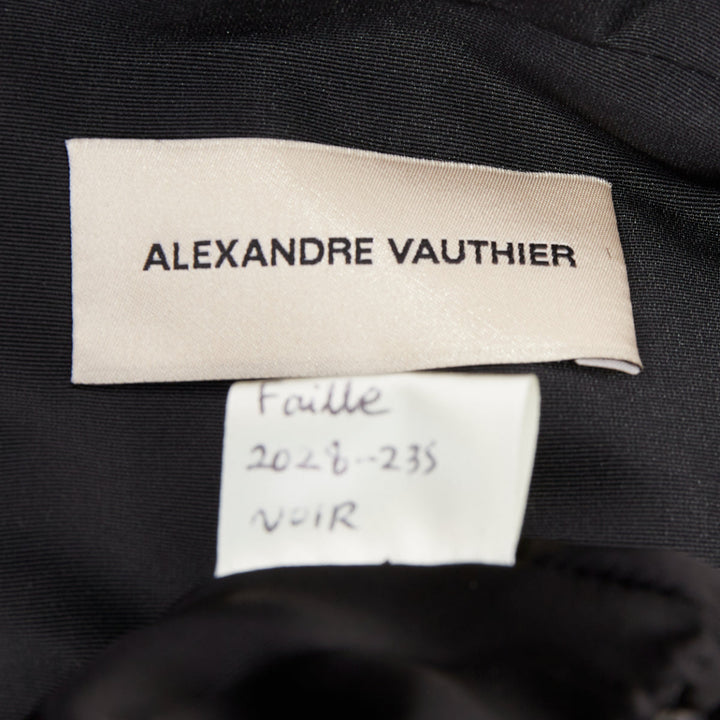 ALEXANDRE VAUTHIER
Faille
2028--235
NOIR